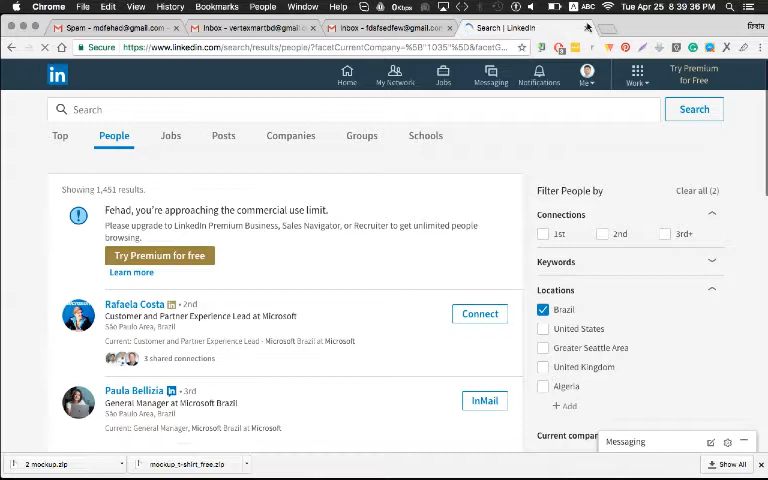 Chrome File Edit View History Bookmarks People Window Help 0Kbps ABC Tue Apr 25 8:39:36 PM
Spam - mdfehad@gmail.com
Inbox - vertexmartbd@gmail.c
Inbox - fdafsedfew@gmail.com
Search | LinkedIn
Secure https://www.linkedin.com/search/results/people/?facetCurrentCompany=%5B"1035"%5D&facetG
in
Home
My Network
Jobs
Messaging
Notifications
Me
Work
Try Premium
for Free
Search
Search
Top People Jobs Posts Companies Groups Schools
Showing 1,451 results.
Fehad, you're approaching the commercial use limit.
Please upgrade to LinkedIn Premium Business, Sales Navigator, or Recruiter to get unlimited people
browsing.
Try Premium for free
Learn more
Rafaela Costa in • 2nd
Customer and Partner Experience Lead at Microsoft
São Paulo Area, Brazil
Current: Customer and Partner Experience Lead - Microsoft Brazil at Microsoft
3 shared connections
Connect
Paula Bellizia in • 3rd
General Manager at Microsoft Brazil
São Paulo Area, Brazil
Current: General Manager, Microsoft Brazil at Microsoft
InMail
Filter People by Clear all (2)
Connections
1st 2nd 3rd+
Keywords
Locations
Brazil
United States
Greater Seattle Area
United Kingdom
Algeria
+ Add
Current compan
Messaging
2 mockup.zip
mockup_t-shirt_free.zip
Show All